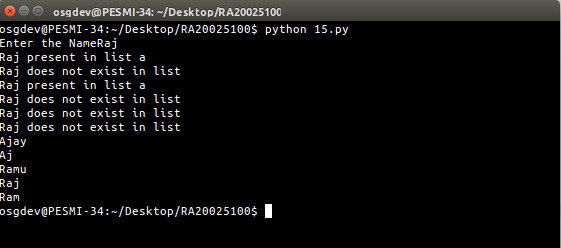 osgdev@PESMI-34: ~/Desktop/RA20025100
osgdev@PESMI-34:~/Desktop/RA20025100$ python 15.py
Enter the NameRaj
Raj present in list a
Raj does not exist in list
Raj present in list a
Raj does not exist in list
Raj does not exist in list
Raj does not exist in list
Ajay
Aj
Ramu
Raj
Ram
osgdev@PESMI-34:~/Desktop/RA20025100$